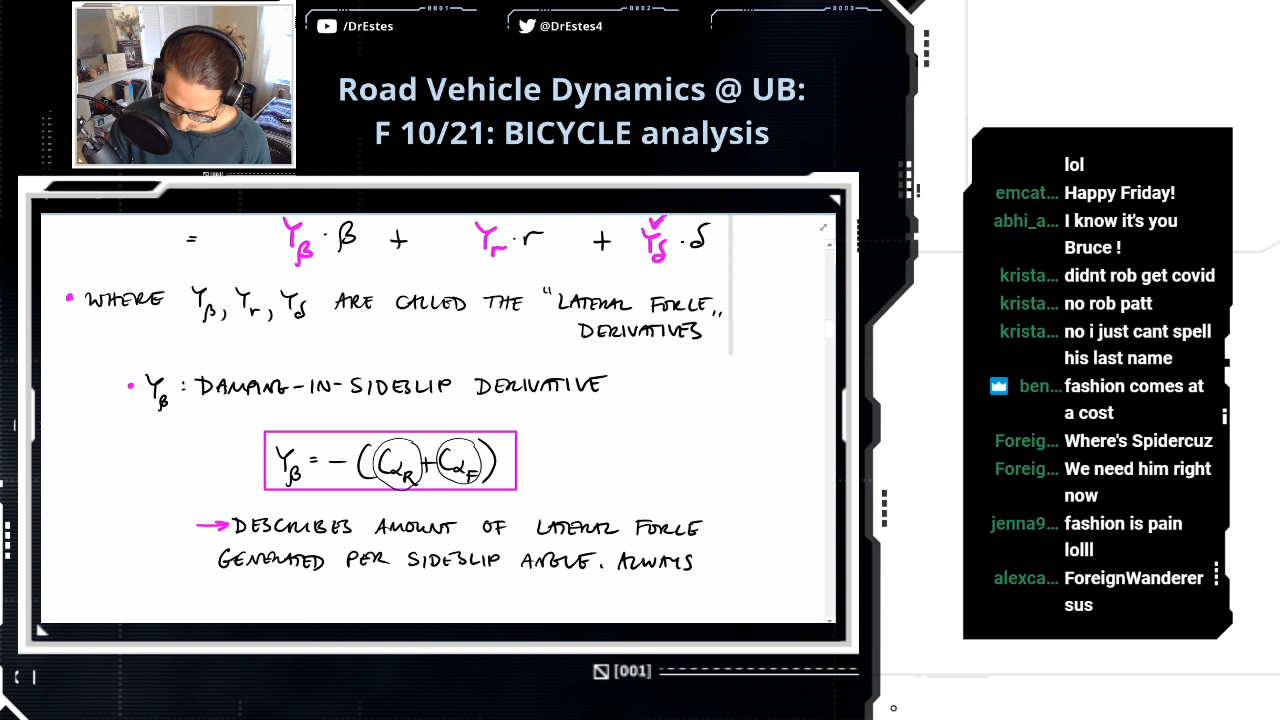 0001
0002
0003
/DrEstes
@DrEstes4
Road Vehicle Dynamics @ UB:
F 10/21: BICYCLE analysis
[001]
= Yβ · β + Yr · r + Yδ · δ
• WHERE Yβ, Yr, Yδ ARE CALLED THE "LATERAL FORCE,,
DERIVATIVES
• Yβ : DAMPING-IN-SIDESLIP DERIVATIVE
Yβ = - (CαR + CαF)
→ DESCRIBES AMOUNT OF LATERAL FORCE
GENERATED PER SIDESLIP ANGLE. ALWAYS
[001]
lol
emcat… Happy Friday!
abhi_a… I know it's you
Bruce !
krista… didnt rob get covid
krista… no rob patt
krista… no i just cant spell
his last name
ben… fashion comes at
a cost
Foreig… Where's Spidercuz
Foreig… We need him right
now
jenna9… fashion is pain
lolll
alexca… ForeignWanderer
sus